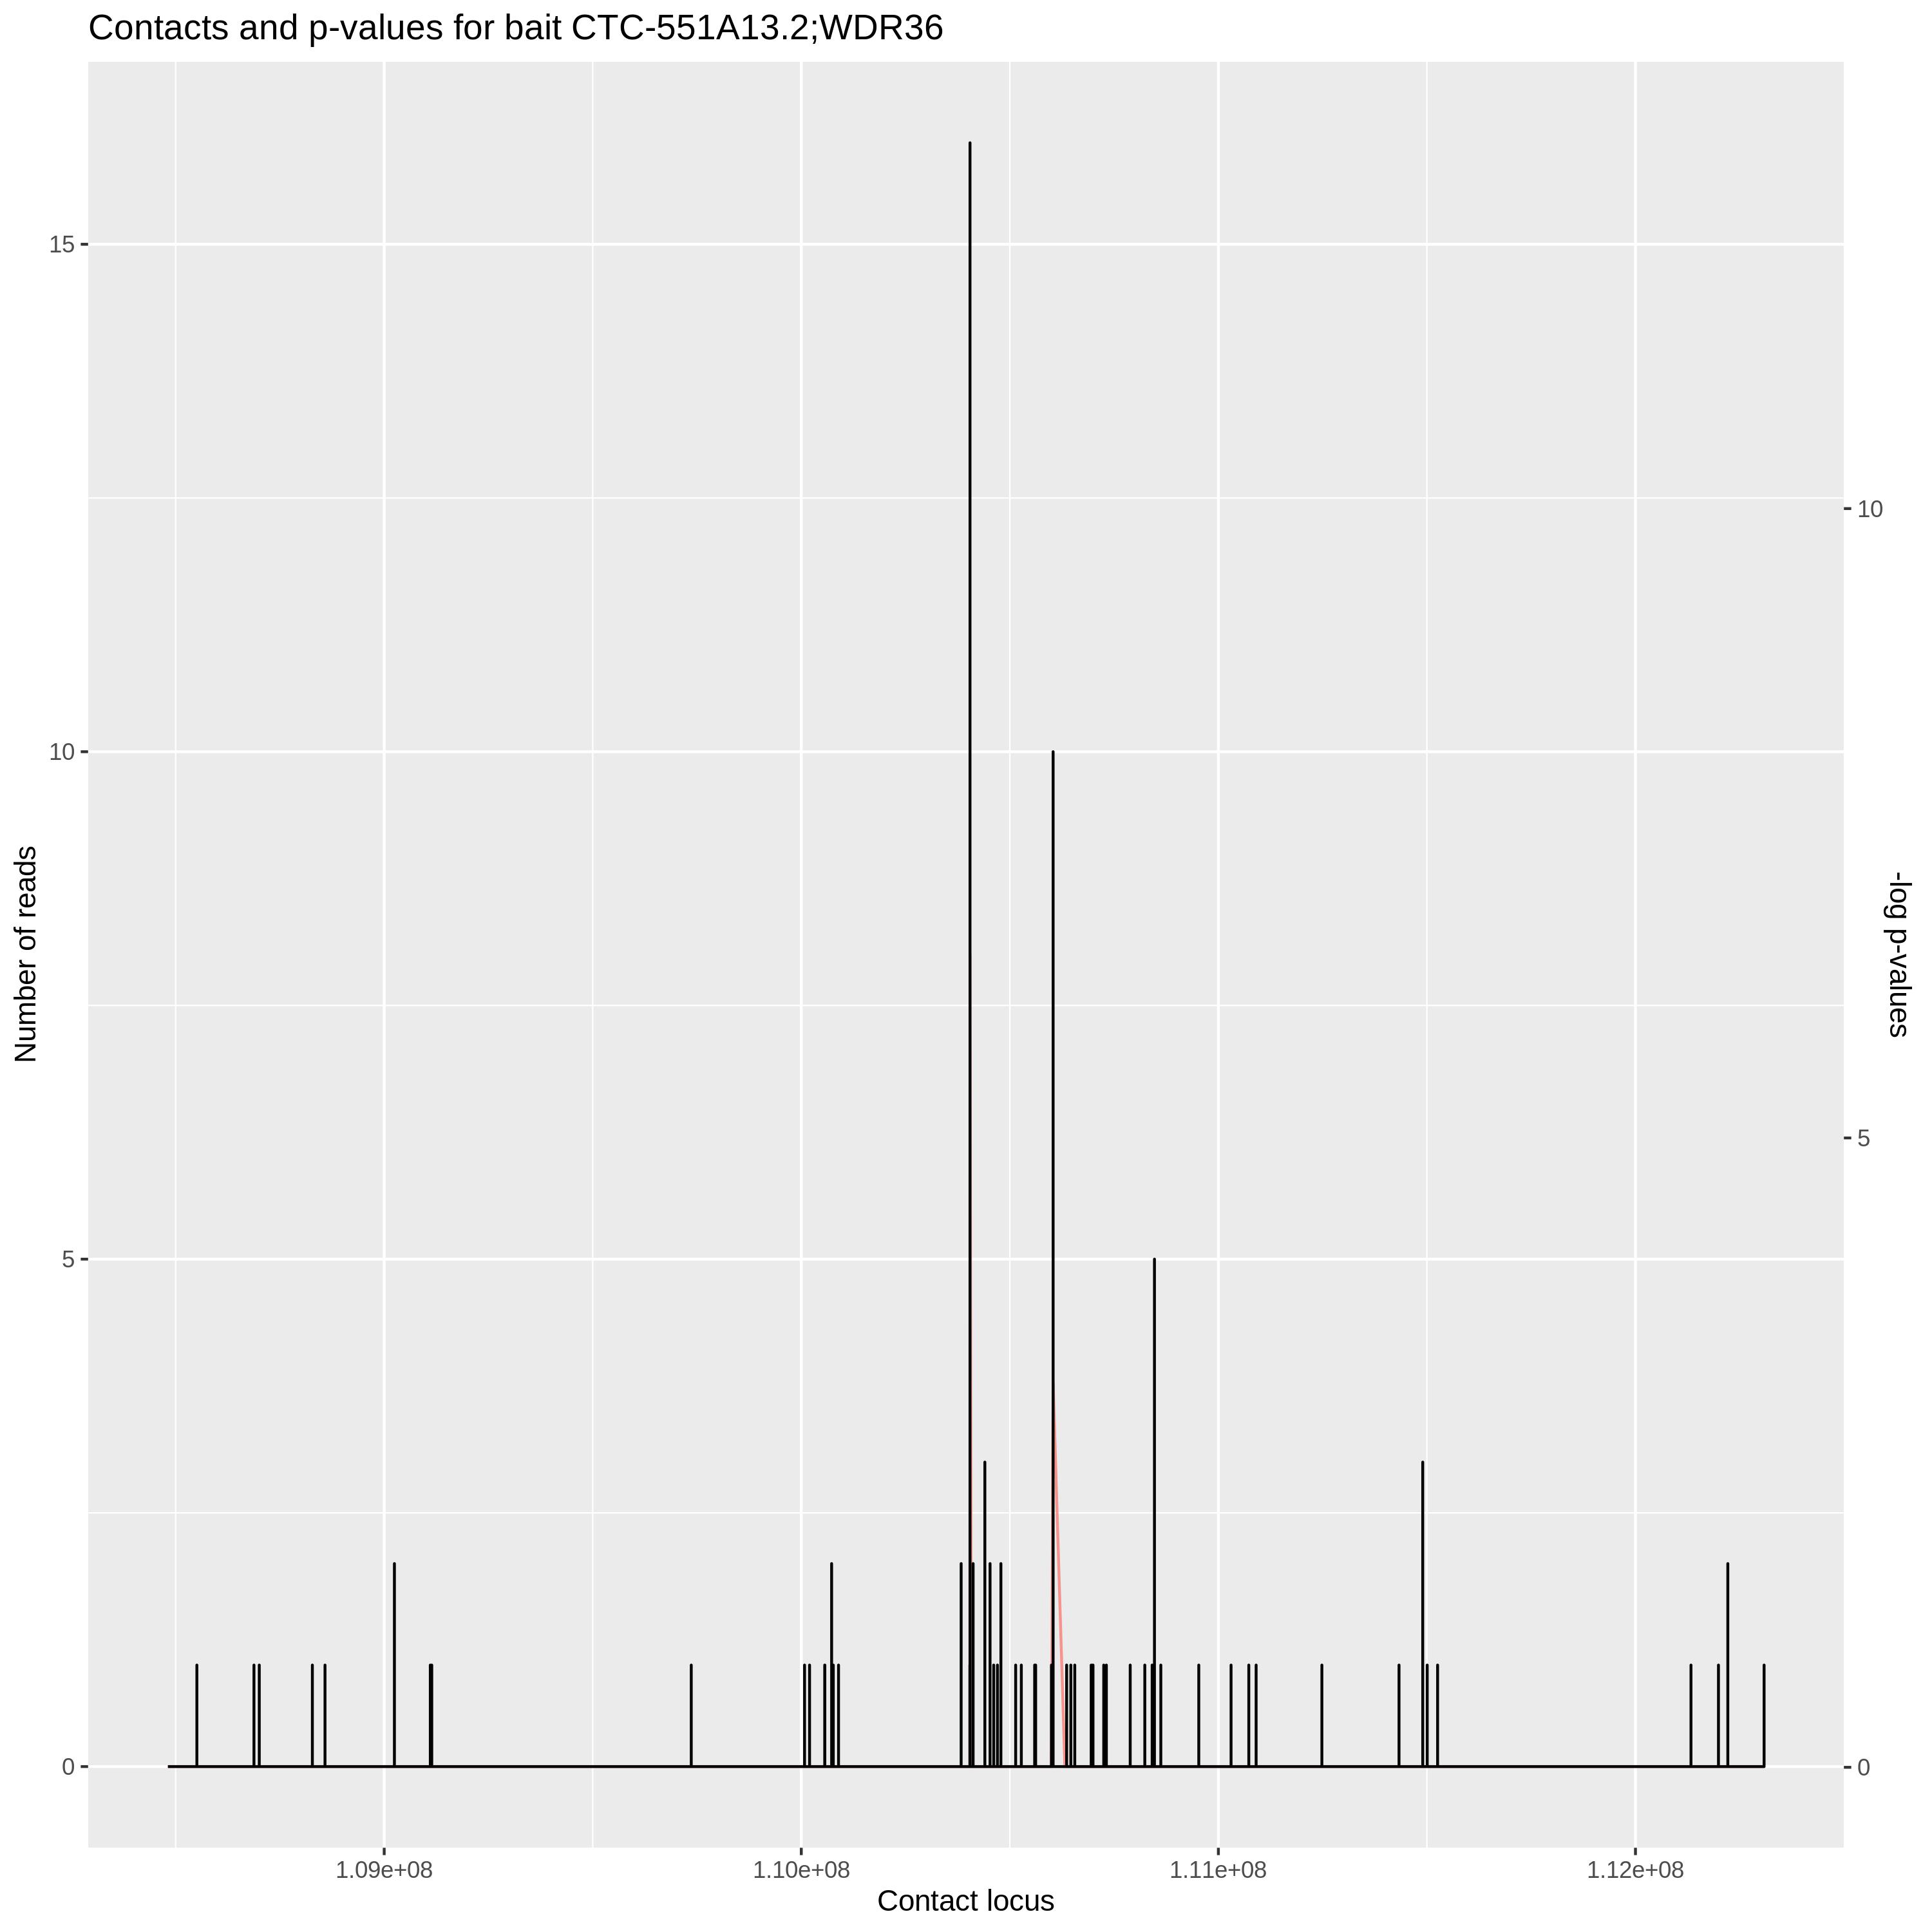 Contacts and p-values for bait CTC-551A13.2;WDR36
15
10
5
0
Number of reads
10
5
0
-log p-values
1.09e+08
1.10e+08
1.11e+08
1.12e+08
Contact locus